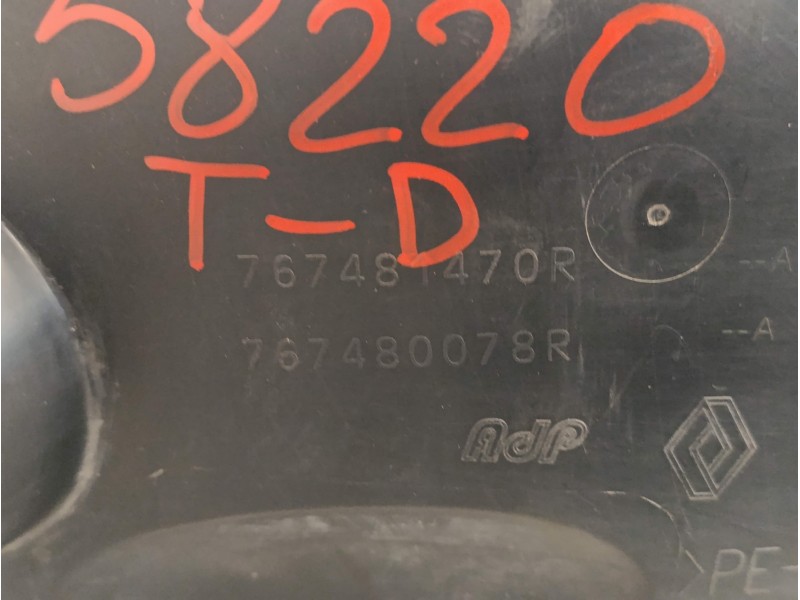 58220
T-D
767481470R --A
767480078R --A
AdP
PE-